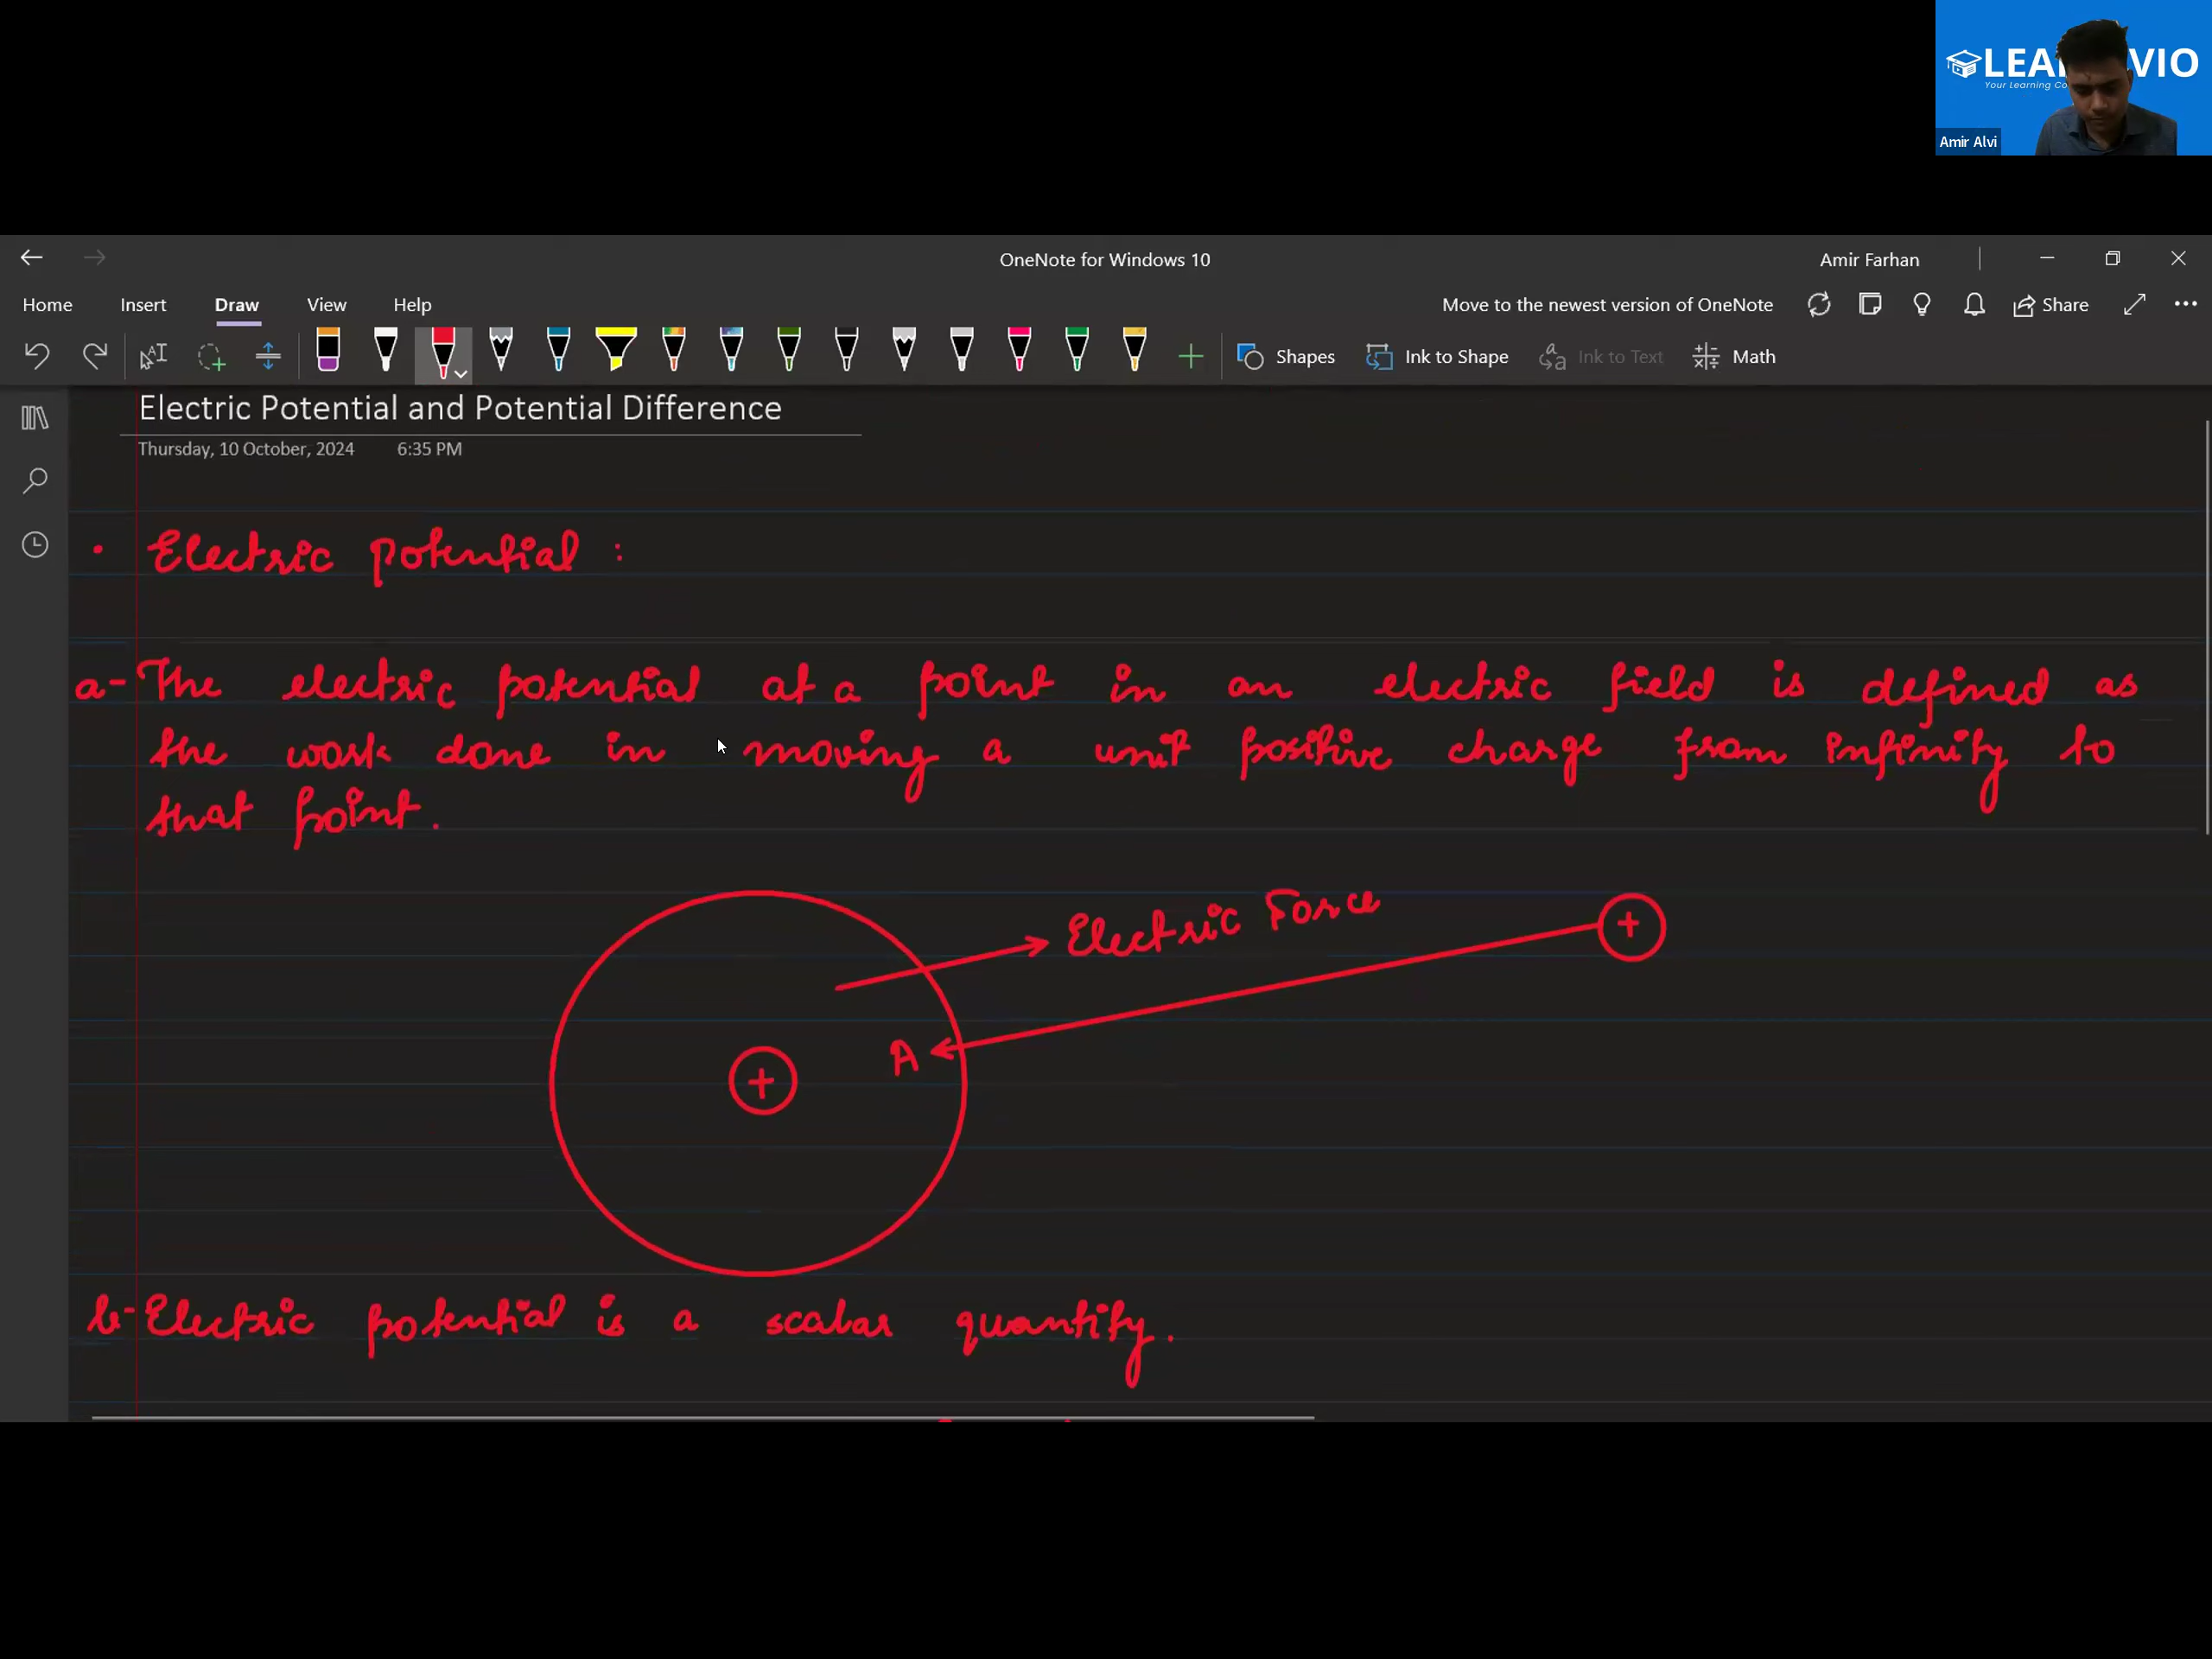 LEA VIO
Your Learning Co
Amir Alvi
OneNote for Windows 10
Amir Farhan
Home Insert Draw View Help
Move to the newest version of OneNote
Share
Shapes Ink to Shape Ink to Text Math
Electric Potential and Potential Difference
Thursday, 10 October, 2024 6:35 PM
• Electric potential :
a- The electric potential at a point in an electric field is defined as
the work done in moving a unit positive charge from infinity to
that point.
Electric Force
+
A
+
b- Electric potential is a scalar quantity.